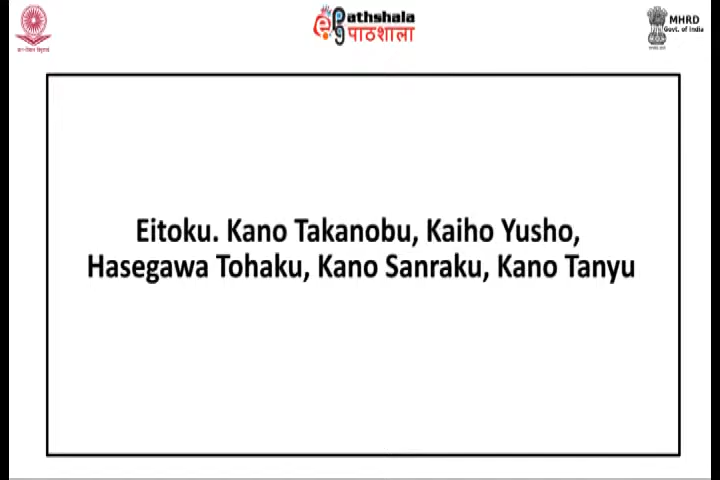 ePathshala
पाठशाला
MHRD
Govt. of India
Eitoku. Kano Takanobu, Kaiho Yusho,
Hasegawa Tohaku, Kano Sanraku, Kano Tanyu